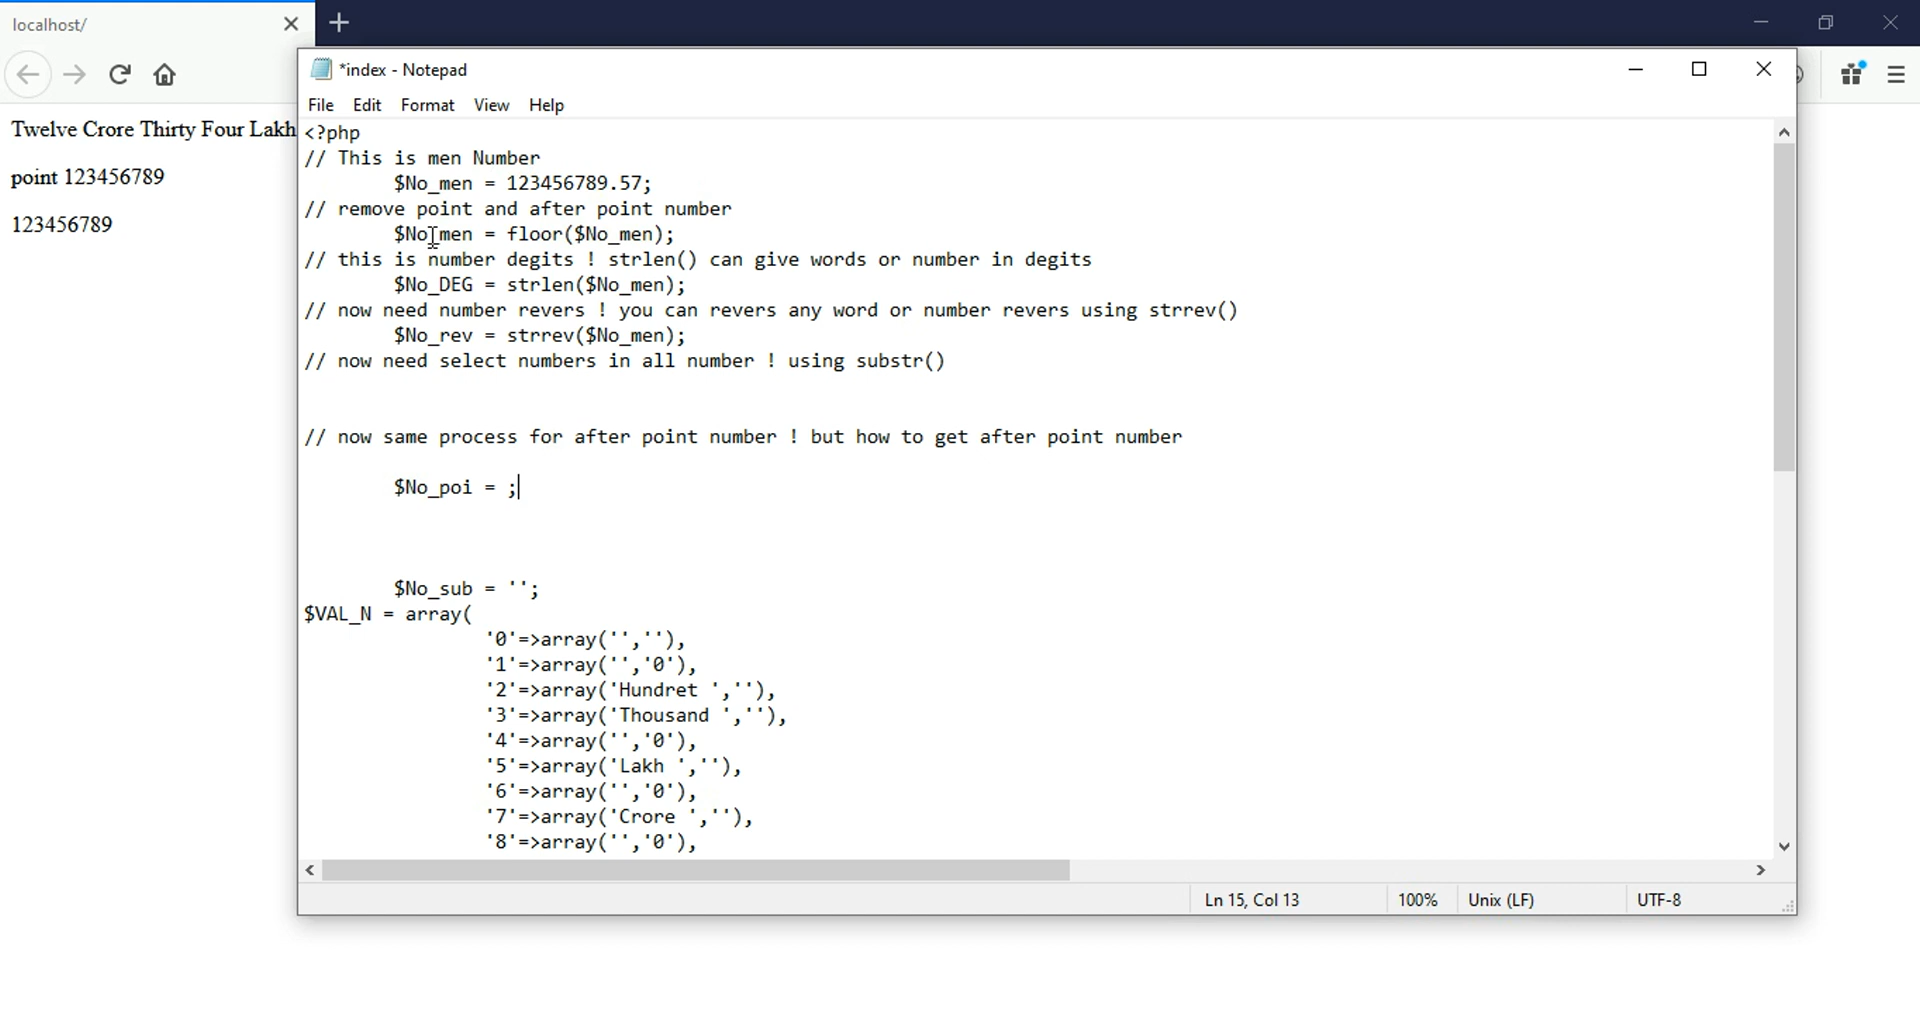 localhost/
*index - Notepad
File Edit Format View Help
Twelve Crore Thirty Four Lakh
point 123456789
123456789
<?php
// This is men Number
$No_men = 123456789.57;
// remove point and after point number
$No_men = floor($No_men);
// this is number degits ! strlen() can give words or number in degits
$No_DEG = strlen($No_men);
// now need number revers ! you can revers any word or number revers using strrev()
$No_rev = strrev($No_men);
// now need select numbers in all number ! using substr()
// now same process for after point number ! but how to get after point number
$No_poi = ;
$No_sub = '';
$VAL_N = array(
'0'=>array('',''),
'1'=>array('','0'),
'2'=>array('Hundret ',''),
'3'=>array('Thousand ',''),
'4'=>array('','0'),
'5'=>array('Lakh ',''),
'6'=>array('','0'),
'7'=>array('Crore ',''),
'8'=>array('','0'),
Ln 15, Col 13 100% Unix (LF) UTF-8